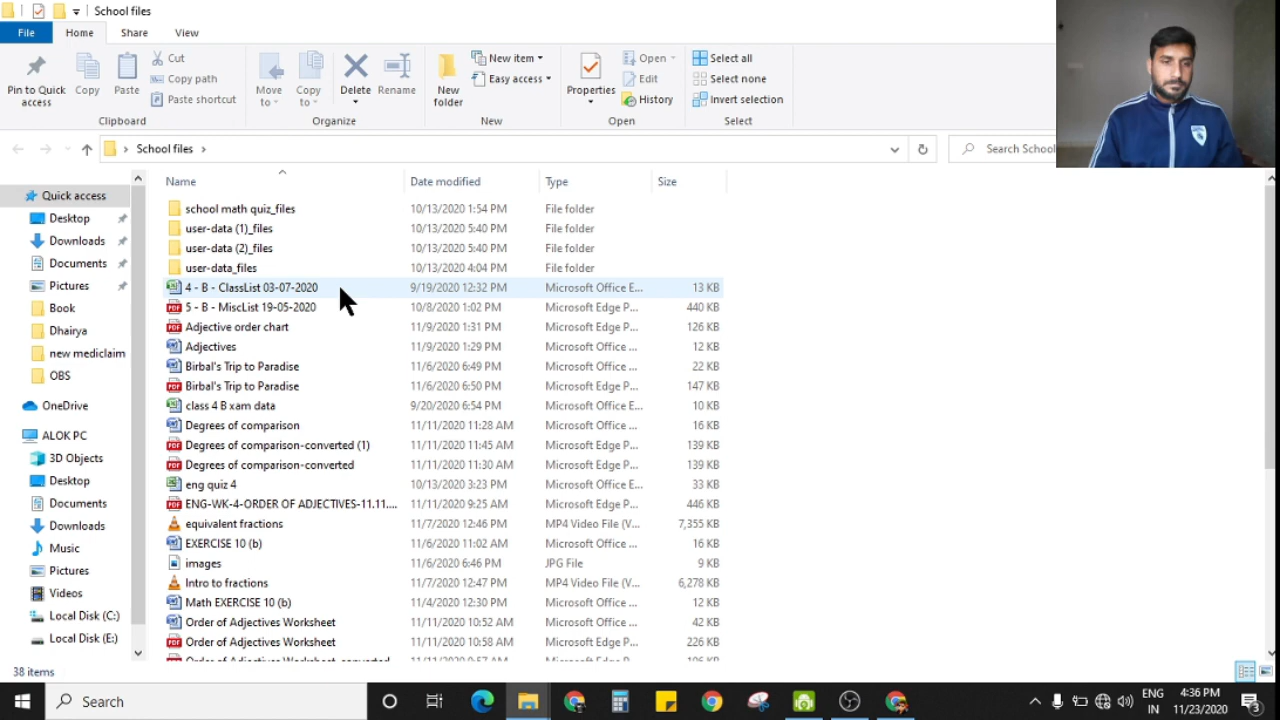 School files
File Home Share View
Pin to Quick access
Copy
Paste
Cut
Copy path
Paste shortcut
Move to
Copy to
Delete
Rename
New folder
New item
Easy access
Properties
Open
Edit
History
Select all
Select none
Invert selection
Clipboard Organize New Open Select
School files
Search School
Name Date modified Type Size
Quick access
Desktop
Downloads
Documents
Pictures
Book
Dhairya
new mediclaim
OBS
OneDrive
ALOK PC
3D Objects
Desktop
Documents
Downloads
Music
Pictures
Videos
Local Disk (C:)
Local Disk (E:)
school math quiz_files 10/13/2020 1:54 PM File folder
user-data (1)_files 10/13/2020 5:40 PM File folder
user-data (2)_files 10/13/2020 5:40 PM File folder
user-data_files 10/13/2020 4:04 PM File folder
4 - B - ClassList 03-07-2020 9/19/2020 12:32 PM Microsoft Office E... 13 KB
5 - B - MiscList 19-05-2020 10/8/2020 1:02 PM Microsoft Edge P... 440 KB
Adjective order chart 11/9/2020 1:31 PM Microsoft Edge P... 126 KB
Adjectives 11/9/2020 1:29 PM Microsoft Office ... 12 KB
Birbal's Trip to Paradise 11/6/2020 6:49 PM Microsoft Office ... 22 KB
Birbal's Trip to Paradise 11/6/2020 6:50 PM Microsoft Edge P... 147 KB
class 4 B xam data 9/20/2020 6:54 PM Microsoft Office E... 10 KB
Degrees of comparison 11/11/2020 11:28 AM Microsoft Office ... 16 KB
Degrees of comparison-converted (1) 11/11/2020 11:45 AM Microsoft Edge P... 139 KB
Degrees of comparison-converted 11/11/2020 11:30 AM Microsoft Edge P... 139 KB
eng quiz 4 10/13/2020 3:23 PM Microsoft Office E... 33 KB
ENG-WK-4-ORDER OF ADJECTIVES-11.11.... 11/11/2020 9:25 AM Microsoft Edge P... 446 KB
equivalent fractions 11/7/2020 12:46 PM MP4 Video File (V... 7,355 KB
EXERCISE 10 (b) 11/6/2020 11:02 AM Microsoft Office ... 16 KB
images 11/6/2020 6:46 PM JPG File 9 KB
Intro to fractions 11/7/2020 12:47 PM MP4 Video File (V... 6,278 KB
Math EXERCISE 10 (b) 11/4/2020 12:30 PM Microsoft Office ... 12 KB
Order of Adjectives Worksheet 11/11/2020 10:52 AM Microsoft Office ... 42 KB
Order of Adjectives Worksheet 11/11/2020 10:58 AM Microsoft Edge P... 226 KB
38 items
Search
ENG
IN
4:36 PM
11/23/2020
3